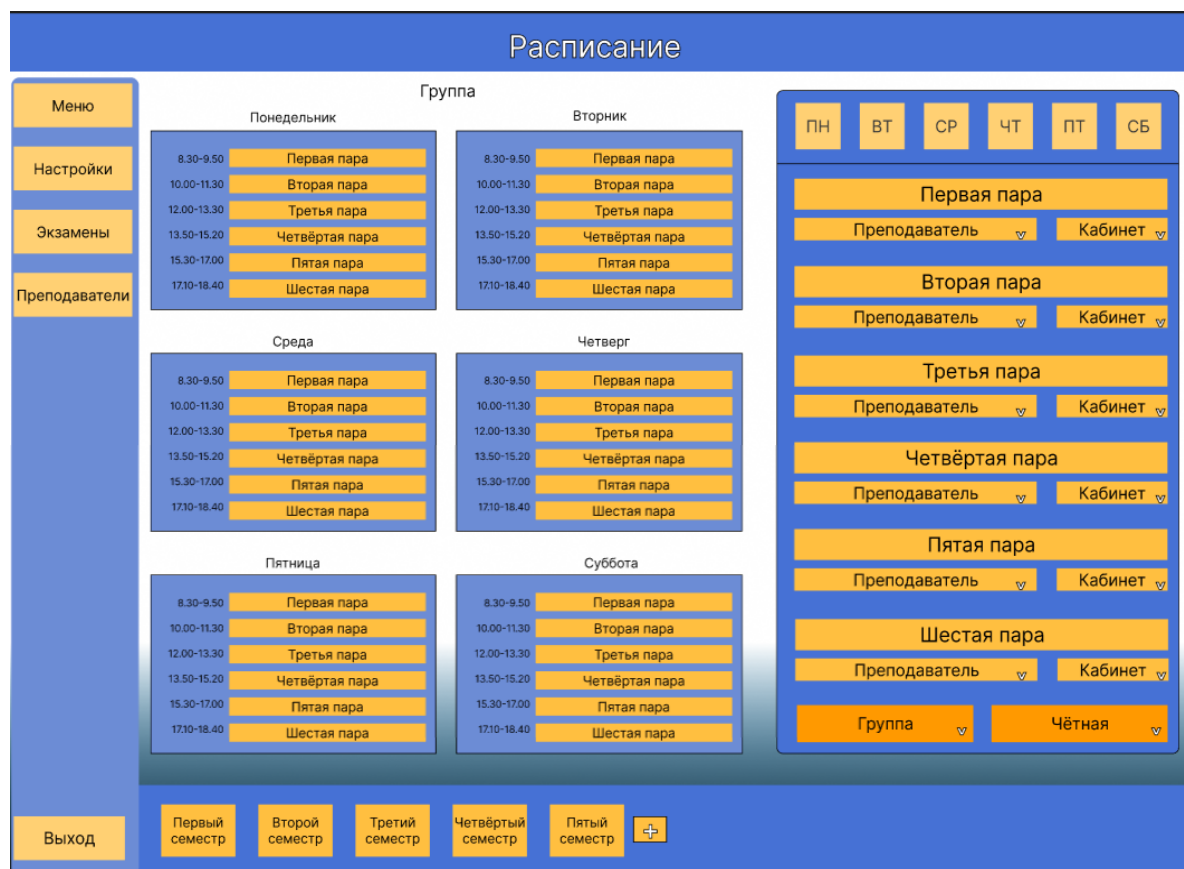 Расписание
Меню
Настройки
Экзамены
Преподаватели
Выход
Группа
Понедельник
8.30-9.50 Первая пара
10.00-11.30 Вторая пара
12.00-13.30 Третья пара
13.50-15.20 Четвёртая пара
15.30-17.00 Пятая пара
17.10-18.40 Шестая пара
Вторник
8.30-9.50 Первая пара
10.00-11.30 Вторая пара
12.00-13.30 Третья пара
13.50-15.20 Четвёртая пара
15.30-17.00 Пятая пара
17.10-18.40 Шестая пара
Среда
8.30-9.50 Первая пара
10.00-11.30 Вторая пара
12.00-13.30 Третья пара
13.50-15.20 Четвёртая пара
15.30-17.00 Пятая пара
17.10-18.40 Шестая пара
Четверг
8.30-9.50 Первая пара
10.00-11.30 Вторая пара
12.00-13.30 Третья пара
13.50-15.20 Четвёртая пара
15.30-17.00 Пятая пара
17.10-18.40 Шестая пара
Пятница
8.30-9.50 Первая пара
10.00-11.30 Вторая пара
12.00-13.30 Третья пара
13.50-15.20 Четвёртая пара
15.30-17.00 Пятая пара
17.10-18.40 Шестая пара
Суббота
8.30-9.50 Первая пара
10.00-11.30 Вторая пара
12.00-13.30 Третья пара
13.50-15.20 Четвёртая пара
15.30-17.00 Пятая пара
17.10-18.40 Шестая пара
ПН ВТ СР ЧТ ПТ СБ
Первая пара
Преподаватель Кабинет
Вторая пара
Преподаватель Кабинет
Третья пара
Преподаватель Кабинет
Четвёртая пара
Преподаватель Кабинет
Пятая пара
Преподаватель Кабинет
Шестая пара
Преподаватель Кабинет
Группа Чётная
Первый семестр
Второй семестр
Третий семестр
Четвёртый семестр
Пятый семестр